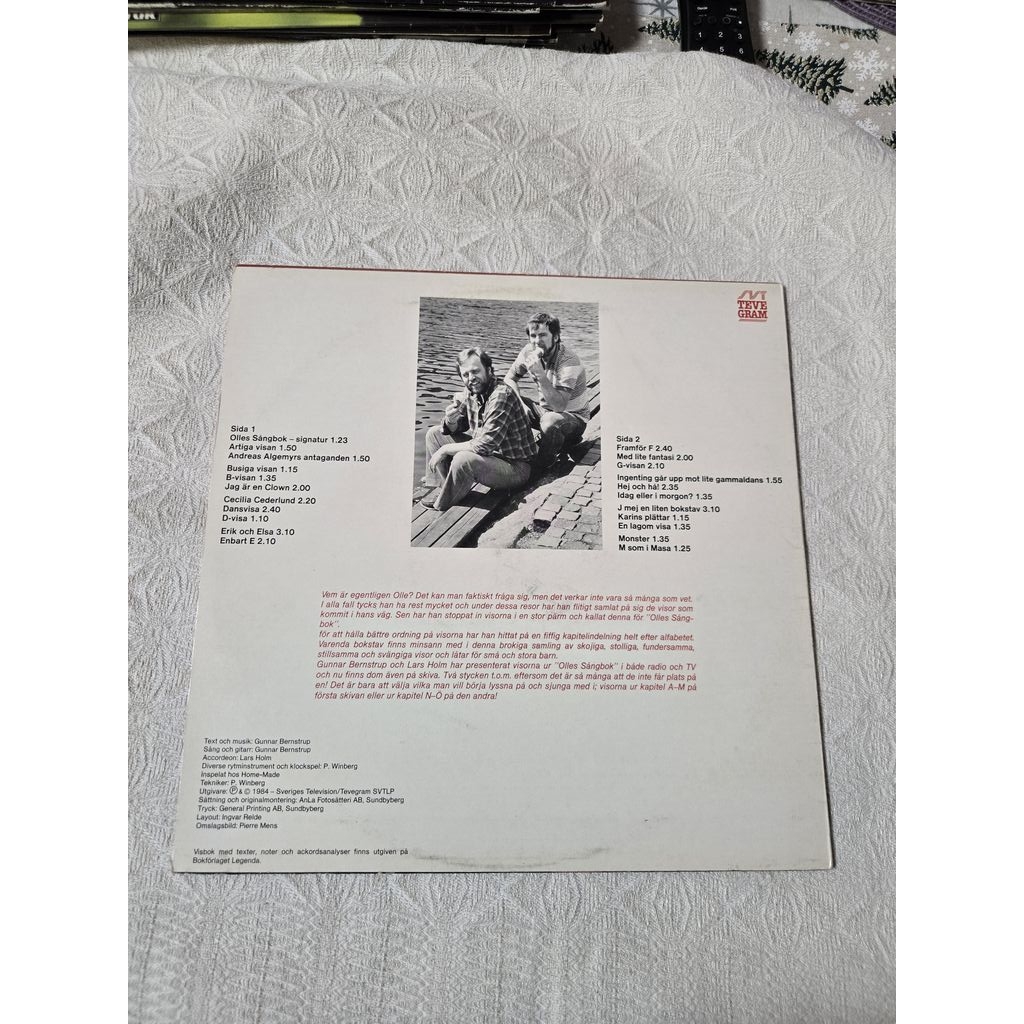 SVT
TEVE
GRAM
1 2 3
4 5 6
Sida 1
Olles Sångbok – signatur 1.23
Artiga visan 1.50
Andreas Algemyrs antaganden 1.50
Busiga visan 1.15
B-visan 1.35
Jag är en Clown 2.00
Cecilia Cederlund 2.20
Dansvisa 2.40
D-visa 1.10
Erik och Elsa 3.10
Enbart E 2.10
Sida 2
Framför F 2.40
Med lite fantasi 2.00
G-visan 2.10
Ingenting går upp mot lite gammaldans 1.55
Hej och hå! 2.35
Idag eller i morgon? 1.35
J mej en liten bokstav 3.10
Karins plättar 1.15
En lagom visa 1.35
Monster 1.35
M som i Masa 1.25
Vem är egentligen Olle? Det kan man faktiskt fråga sig, men det verkar inte vara så många som vet.
I alla fall tycks han ha rest mycket och under dessa resor har han flitigt samlat på sig de visor som
kommit i hans väg. Sen har han stoppat in visorna i en stor pärm och kallat denna för "Olles Sång-
bok".
för att hålla bättre ordning på visorna har han hittat på en fiffig kapitelindelning helt efter alfabetet.
Varenda bokstav finns minsann med i denna brokiga samling av skojiga, stolliga, fundersamma,
stillsamma och svängiga visor och låtar för små och stora barn.
Gunnar Bernstrup och Lars Holm har presenterat visorna ur "Olles Sångbok" i både radio och TV
och nu finns dom även på skiva. Två stycken t.o.m. eftersom det är så många att de inte får plats på
en! Det är bara att välja vilka man vill börja lyssna på och sjunga med i; visorna ur kapitel A–M på
första skivan eller ur kapitel N–Ö på den andra!
Text och musik: Gunnar Bernstrup
Sång och gitarr: Gunnar Bernstrup
Accordeon: Lars Holm
Diverse rytminstrument och klockspel: P. Winberg
Inspelat hos Home-Made
Tekniker: P. Winberg
Utgivare: ℗ & © 1984 – Sveriges Television/Tevegram SVTLP
Sättning och originalmontering: AnLa Fotosätteri AB, Sundbyberg
Tryck: General Printing AB, Sundbyberg
Layout: Ingvar Relde
Omslagsbild: Pierre Mens
Visbok med texter, noter och ackordsanalyser finns utgiven på
Bokförlaget Legenda.